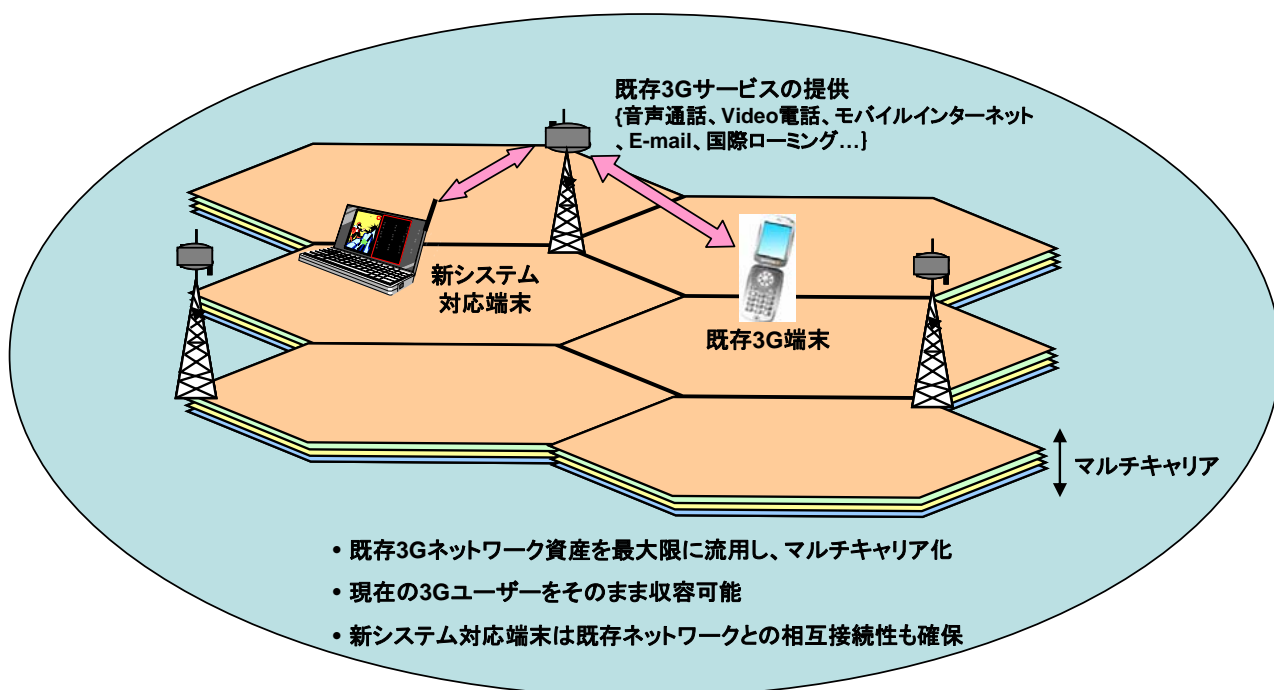 既存3Gサービスの提供
{音声通話、Video電話、モバイルインターネット
、E-mail、国際ローミング…}
新システム
対応端末
既存3G端末
マルチキャリア
• 既存3Gネットワーク資産を最大限に流用し、マルチキャリア化
• 現在の3Gユーザーをそのまま収容可能
• 新システム対応端末は既存ネットワークとの相互接続性も確保